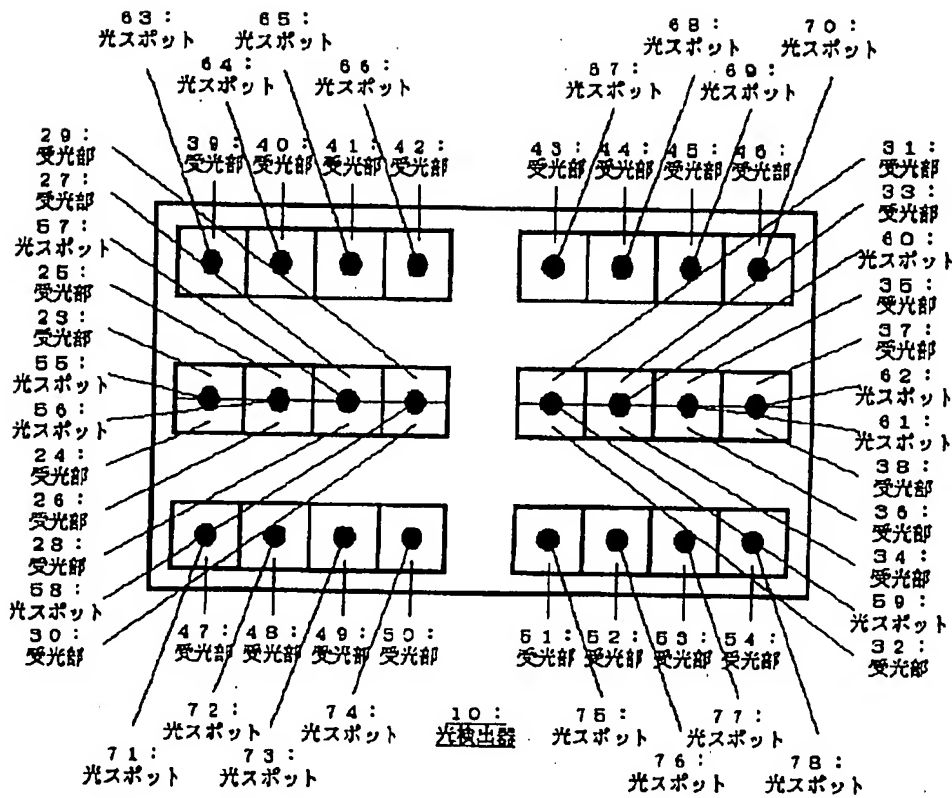 63：
光スポット
65：
光スポット
64：
光スポット
66：
光スポット
68：
光スポット
70：
光スポット
67：
光スポット
69：
光スポット
29：
受光部
27：
受光部
57：
光スポット
25：
受光部
23：
受光部
55：
光スポット
56：
光スポット
24：
受光部
26：
受光部
28：
受光部
58：
光スポット
30：
受光部
39：
受光部
40：
受光部
41：
受光部
42：
受光部
43：
受光部
44：
受光部
45：
受光部
46：
受光部
31：
受光部
33：
受光部
60：
光スポット
35：
受光部
37：
受光部
62：
光スポット
61：
光スポット
38：
受光部
36：
受光部
34：
受光部
59：
光スポット
32：
受光部
47：
受光部
48：
受光部
49：
受光部
50：
受光部
51：
受光部
52：
受光部
53：
受光部
54：
受光部
72：
光スポット
74：
光スポット
71：
光スポット
73：
光スポット
10：
光検出器
75：
光スポット
77：
光スポット
76：
光スポット
78：
光スポット